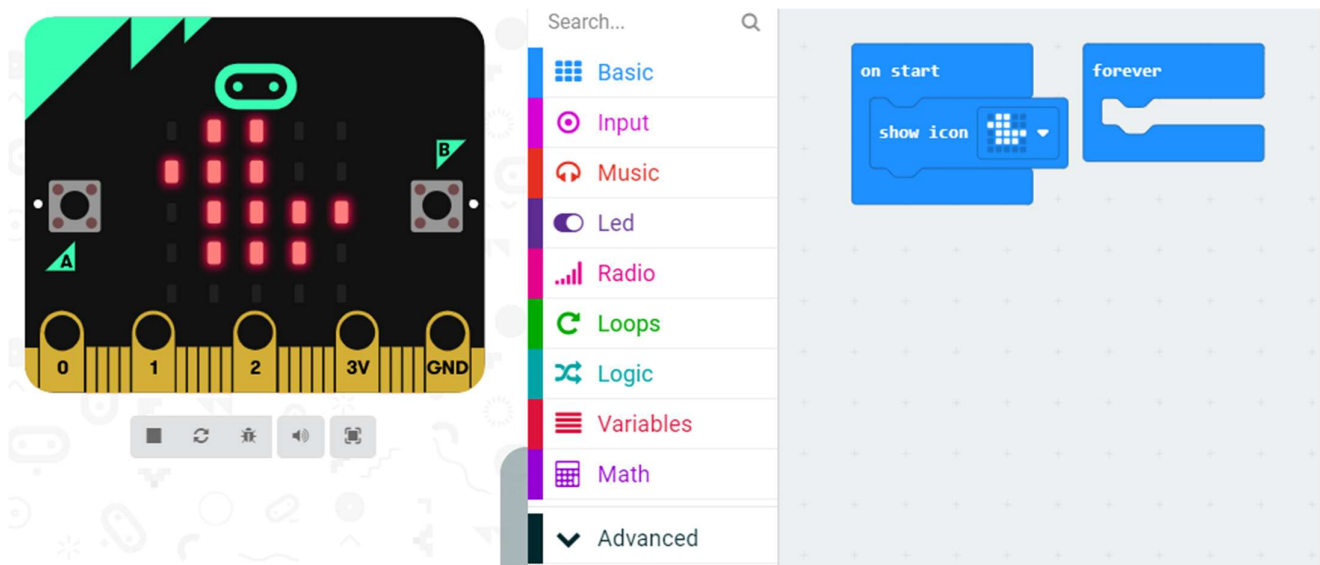 B
A
0 1 2 3V GND
Search...
Basic
Input
Music
Led
Radio
Loops
Logic
Variables
Math
Advanced
on start
show icon
forever